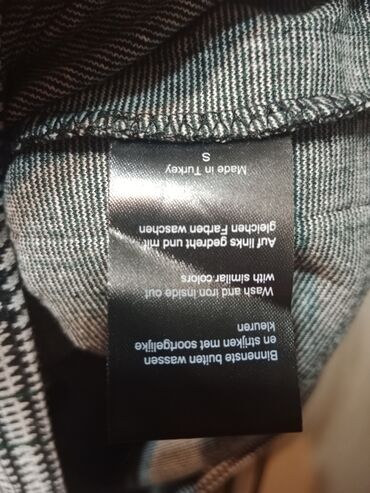 Binnenste buiten wassen
en strijken met soortgelijke
kleuren
Wash and iron inside out
with similar colors
Auf links gedreht und mit
gleichen Farben waschen
Made in Turkey
S